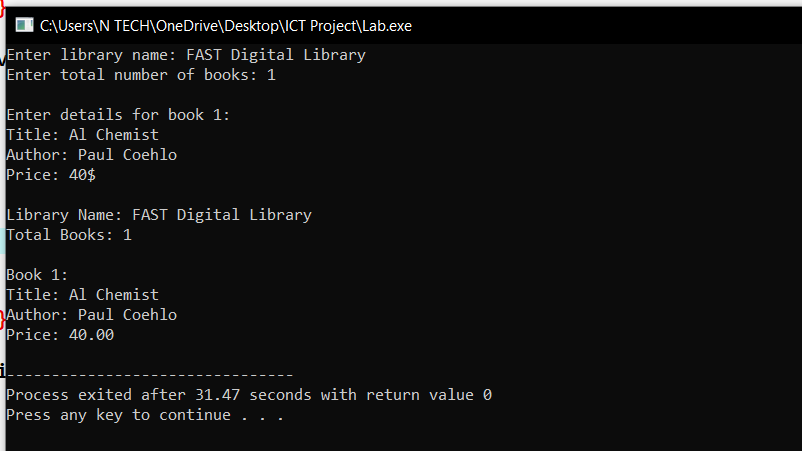 C:\Users\N TECH\OneDrive\Desktop\ICT Project\Lab.exe
Enter library name: FAST Digital Library
Enter total number of books: 1
Enter details for book 1:
Title: Al Chemist
Author: Paul Coehlo
Price: 40$
Library Name: FAST Digital Library
Total Books: 1
Book 1:
Title: Al Chemist
Author: Paul Coehlo
Price: 40.00
--------------------------------
Process exited after 31.47 seconds with return value 0
Press any key to continue . . .